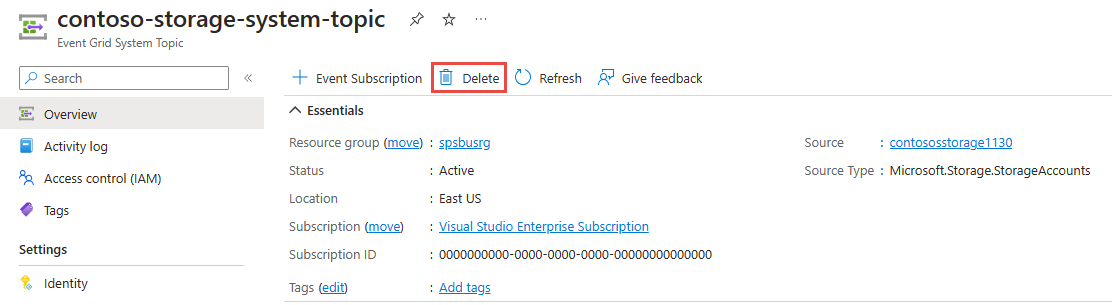 contoso-storage-system-topic
Event Grid System Topic
Search
Overview
Activity log
Access control (IAM)
Tags
Settings
Identity
Event Subscription Delete Refresh Give feedback
Essentials
Resource group (move) : spsbusrg
Status : Active
Location : East US
Subscription (move) : Visual Studio Enterprise Subscription
Subscription ID : 0000000000-0000-0000-0000-00000000000000
Tags (edit) : Add tags
Source : contososstorage1130
Source Type : Microsoft.Storage.StorageAccounts